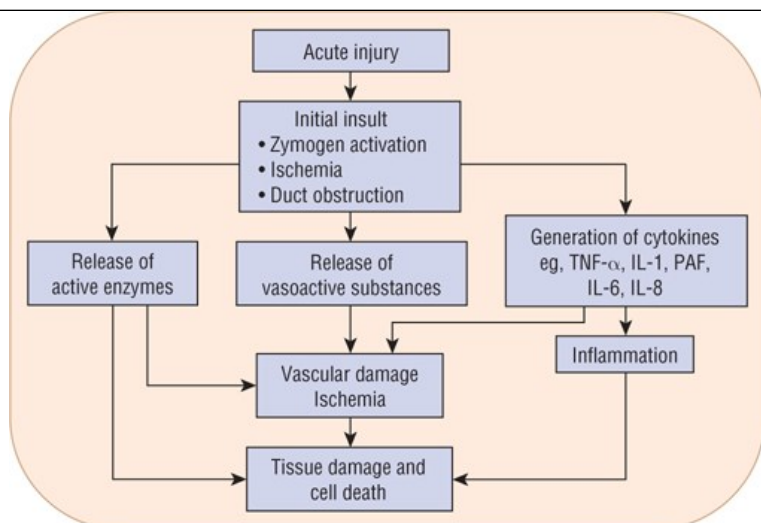 Acute injury
Initial insult
• Zymogen activation
• Ischemia
• Duct obstruction
Release of
active enzymes
Release of
vasoactive substances
Generation of cytokines
eg, TNF-α, IL-1, PAF,
IL-6, IL-8
Inflammation
Vascular damage
Ischemia
Tissue damage and
cell death